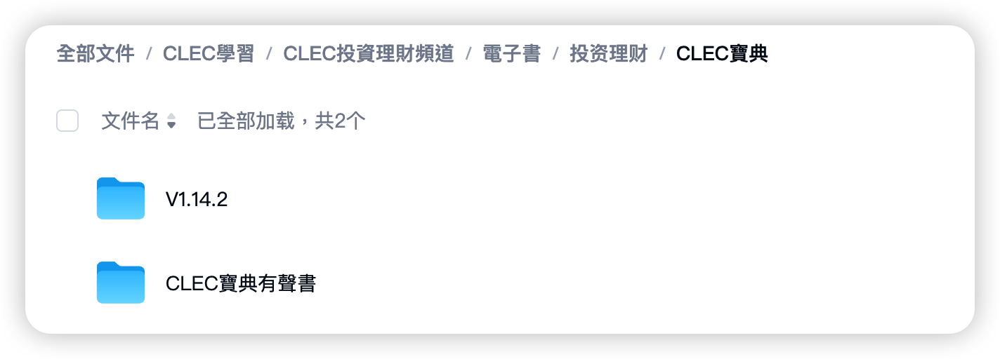 全部文件 / CLEC學習 / CLEC投資理財頻道 / 電子書 / 投资理财 / CLEC寶典
文件名 已全部加载，共2个
V1.14.2
CLEC寶典有聲書